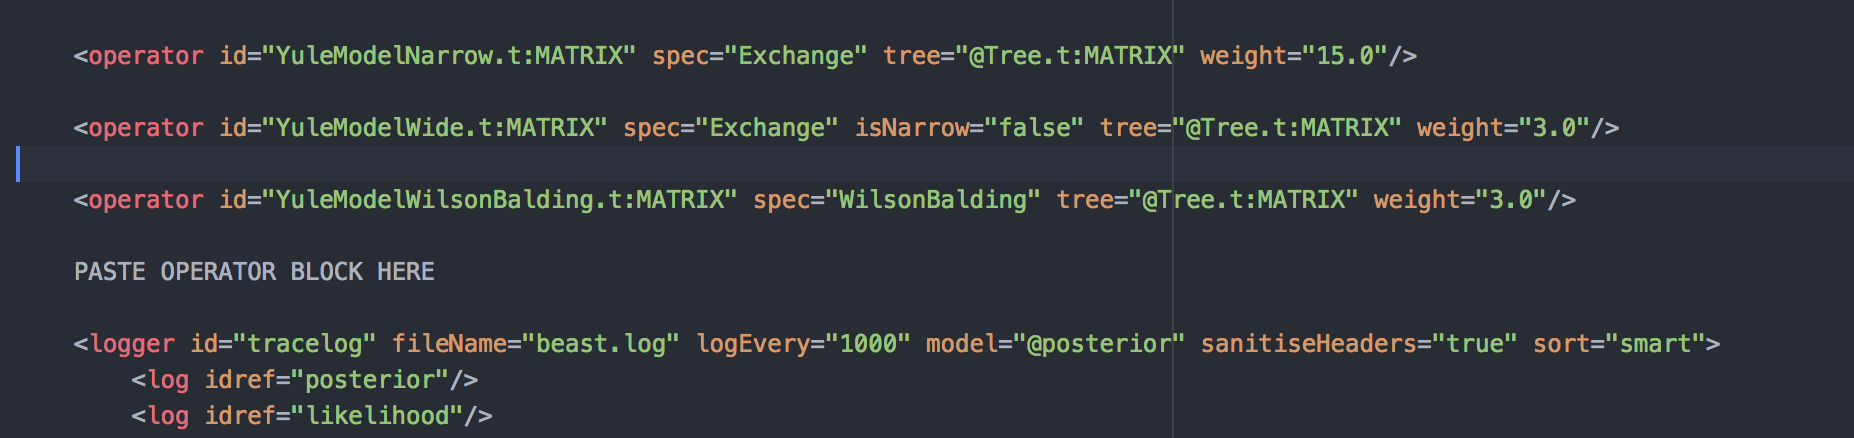 <operator id="YuleModelNarrow.t:MATRIX" spec="Exchange" tree="@Tree.t:MATRIX" weight="15.0"/>
<operator id="YuleModelWide.t:MATRIX" spec="Exchange" isNarrow="false" tree="@Tree.t:MATRIX" weight="3.0"/>
<operator id="YuleModelWilsonBalding.t:MATRIX" spec="WilsonBalding" tree="@Tree.t:MATRIX" weight="3.0"/>
PASTE OPERATOR BLOCK HERE
<logger id="tracelog" fileName="beast.log" logEvery="1000" model="@posterior" sanitiseHeaders="true" sort="smart">
<log idref="posterior"/>
<log idref="likelihood"/>